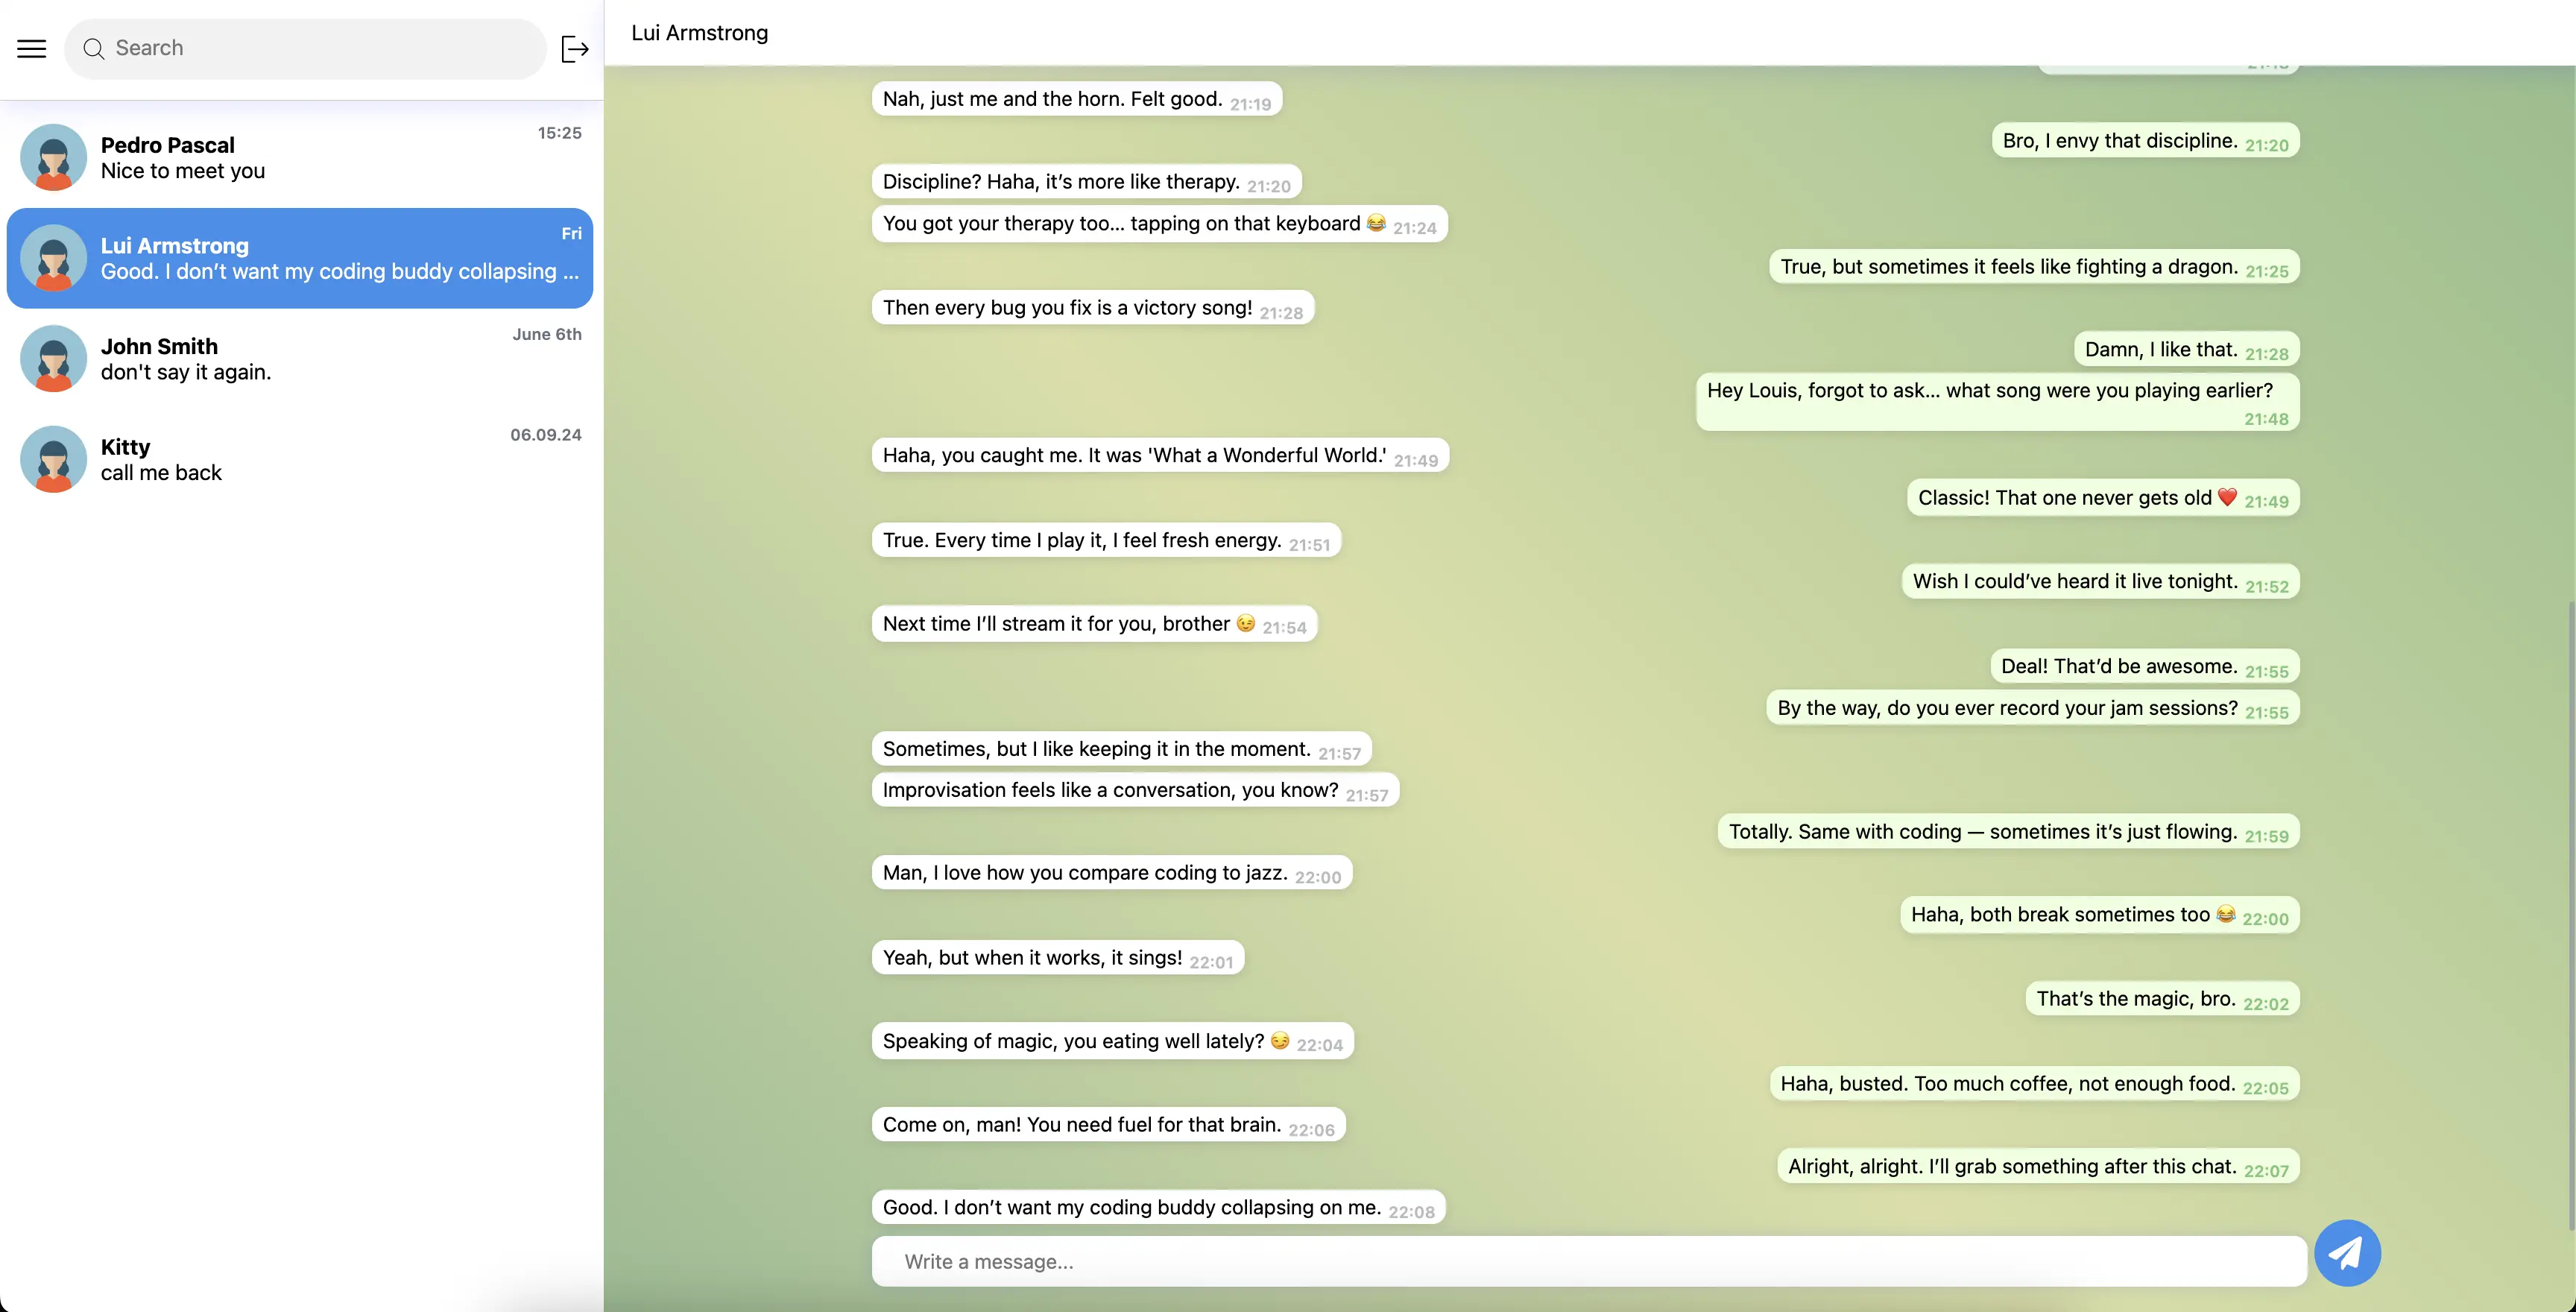 Search
Pedro Pascal
15:25
Nice to meet you
Lui Armstrong
Fri
Good. I don’t want my coding buddy collapsing ...
John Smith
June 6th
don't say it again.
Kitty
06.09.24
call me back
Lui Armstrong
Nah, just me and the horn. Felt good. 21:19
Bro, I envy that discipline. 21:20
Discipline? Haha, it’s more like therapy. 21:20
You got your therapy too... tapping on that keyboard 😂 21:24
True, but sometimes it feels like fighting a dragon. 21:25
Then every bug you fix is a victory song! 21:28
Damn, I like that. 21:28
Hey Louis, forgot to ask... what song were you playing earlier?
21:48
Haha, you caught me. It was 'What a Wonderful World.' 21:49
Classic! That one never gets old ❤️ 21:49
True. Every time I play it, I feel fresh energy. 21:51
Wish I could’ve heard it live tonight. 21:52
Next time I’ll stream it for you, brother 😉 21:54
Deal! That’d be awesome. 21:55
By the way, do you ever record your jam sessions? 21:55
Sometimes, but I like keeping it in the moment. 21:57
Improvisation feels like a conversation, you know? 21:57
Totally. Same with coding — sometimes it’s just flowing. 21:59
Man, I love how you compare coding to jazz. 22:00
Haha, both break sometimes too 😂 22:00
Yeah, but when it works, it sings! 22:01
That’s the magic, bro. 22:02
Speaking of magic, you eating well lately? 😏 22:04
Haha, busted. Too much coffee, not enough food. 22:05
Come on, man! You need fuel for that brain. 22:06
Alright, alright. I’ll grab something after this chat. 22:07
Good. I don’t want my coding buddy collapsing on me. 22:08
Write a message...